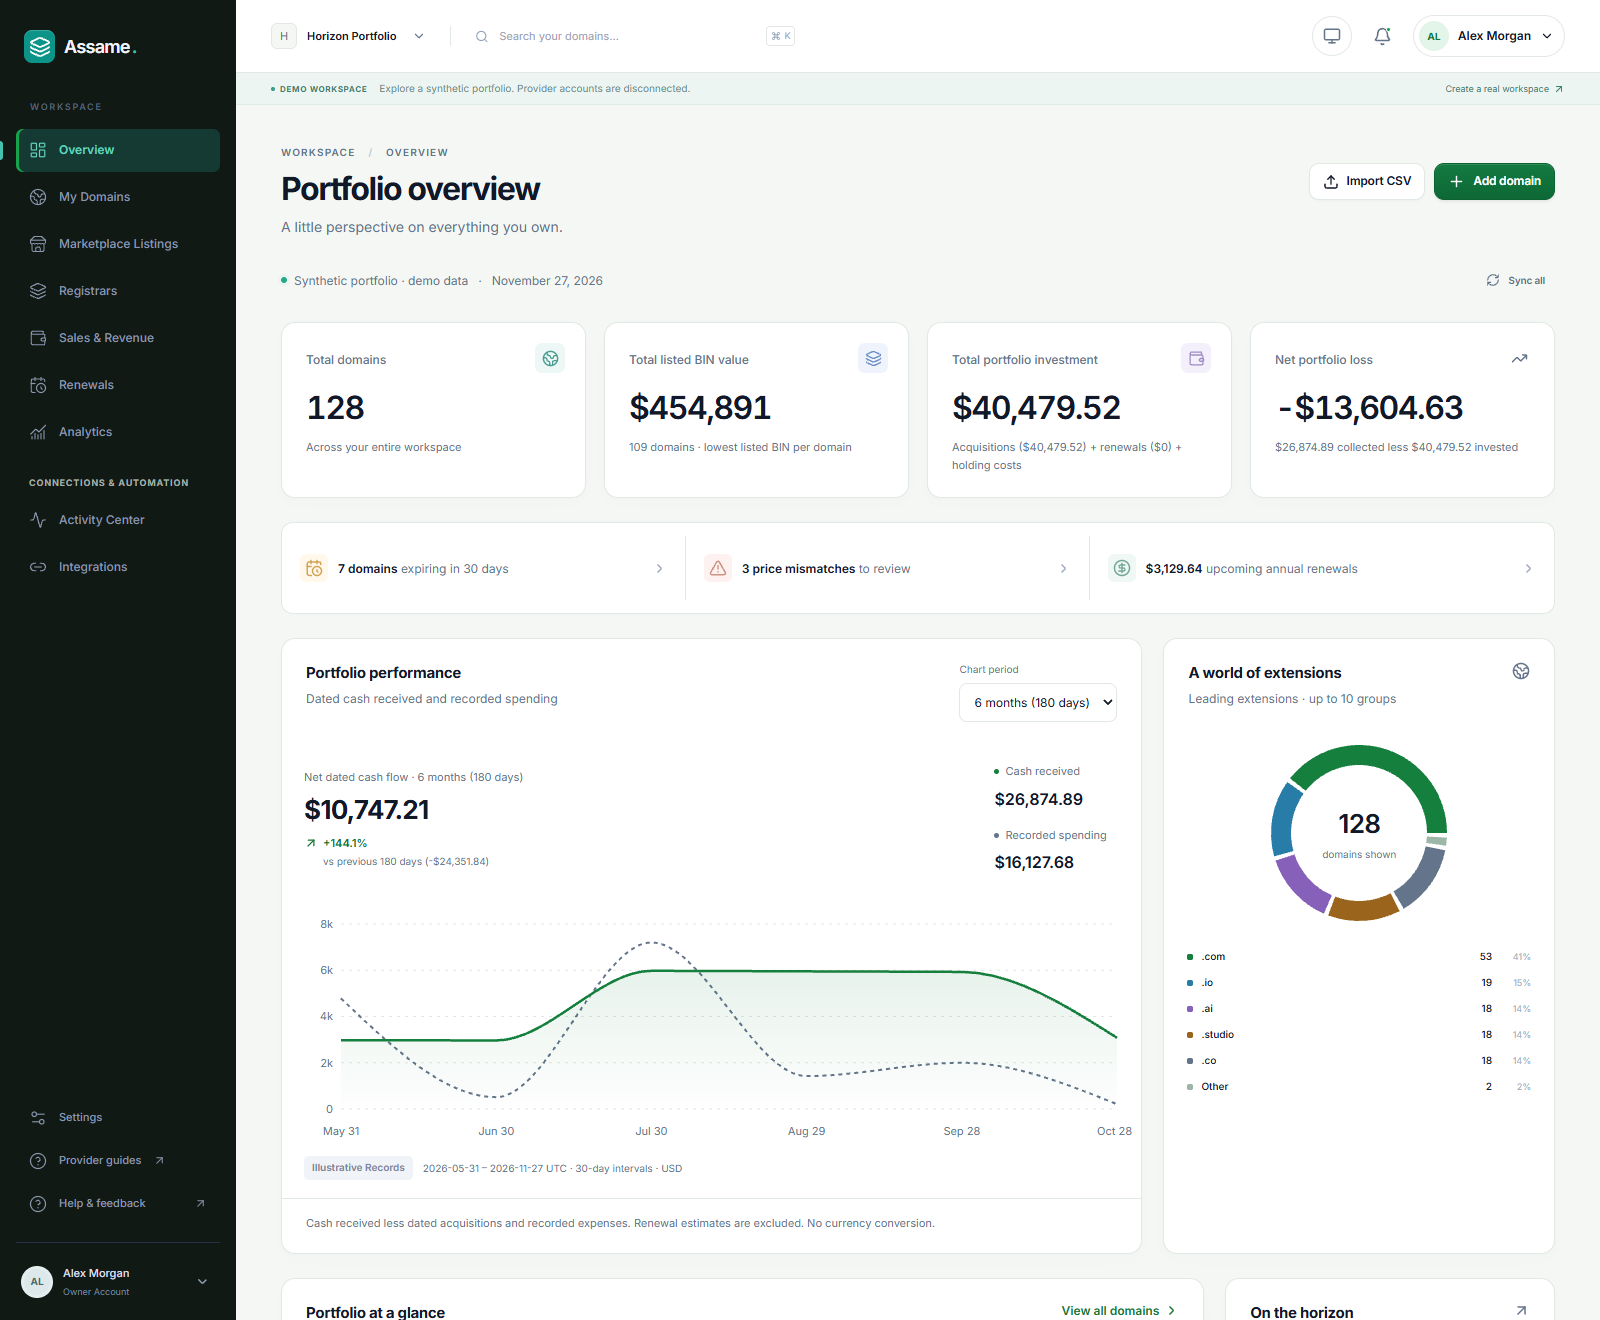 Assame.
H
Horizon Portfolio
Search your domains...
⌘ K
AL
Alex Morgan
DEMO WORKSPACE
Explore a synthetic portfolio. Provider accounts are disconnected.
Create a real workspace
WORKSPACE
Overview
My Domains
Marketplace Listings
Registrars
Sales & Revenue
Renewals
Analytics
CONNECTIONS & AUTOMATION
Activity Center
Integrations
Settings
Provider guides
Help & feedback
AL
Alex Morgan
Owner Account
WORKSPACE / OVERVIEW
Portfolio overview
A little perspective on everything you own.
Import CSV
Add domain
Synthetic portfolio · demo data · November 27, 2026
Sync all
Total domains
128
Across your entire workspace
Total listed BIN value
$454,891
109 domains · lowest listed BIN per domain
Total portfolio investment
$40,479.52
Acquisitions ($40,479.52) + renewals ($0) +
holding costs
Net portfolio loss
-$13,604.63
$26,874.89 collected less $40,479.52 invested
7 domains expiring in 30 days
3 price mismatches to review
$3,129.64 upcoming annual renewals
Portfolio performance
Dated cash received and recorded spending
Chart period
6 months (180 days)
Net dated cash flow · 6 months (180 days)
$10,747.21
+144.1%
vs previous 180 days (-$24,351.84)
Cash received
$26,874.89
Recorded spending
$16,127.68
8k
6k
4k
2k
0
May 31
Jun 30
Jul 30
Aug 29
Sep 28
Oct 28
Illustrative Records
2026-05-31 – 2026-11-27 UTC · 30-day intervals · USD
Cash received less dated acquisitions and recorded expenses. Renewal estimates are excluded. No currency conversion.
A world of extensions
Leading extensions · up to 10 groups
128
domains shown
.com 53 41%
.io 19 15%
.ai 18 14%
.studio 18 14%
.co 18 14%
Other 2 2%
Portfolio at a glance
View all domains
On the horizon